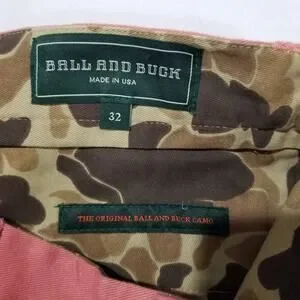 BALL AND BUCK
MADE IN USA
32
THE ORIGINAL BALL AND BUCK CAMO